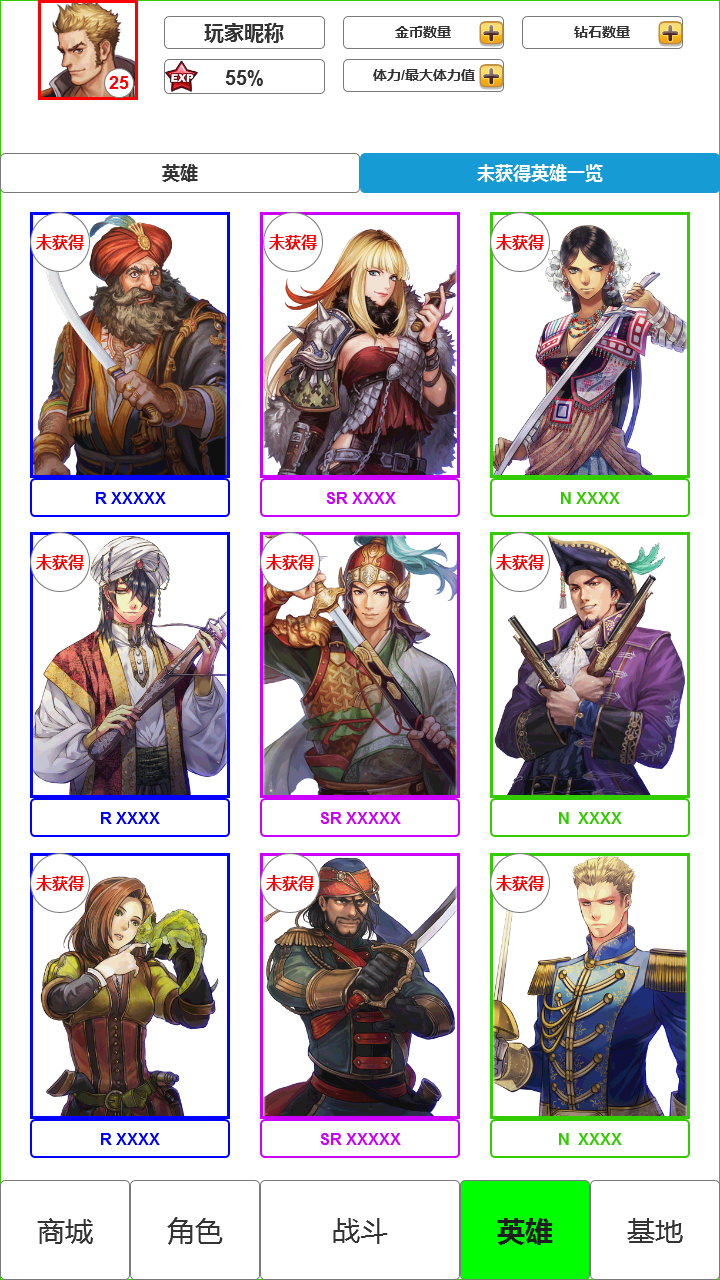 玩家昵称
金币数量
钻石数量
25
EXP
55%
体力/最大体力值
英雄
未获得英雄一览
未获得
未获得
未获得
R XXXXX
SR XXXX
N XXXX
未获得
未获得
未获得
R XXXX
SR XXXXX
N  XXXX
未获得
未获得
未获得
R XXXX
SR XXXXX
N  XXXX
商城
角色
战斗
英雄
基地